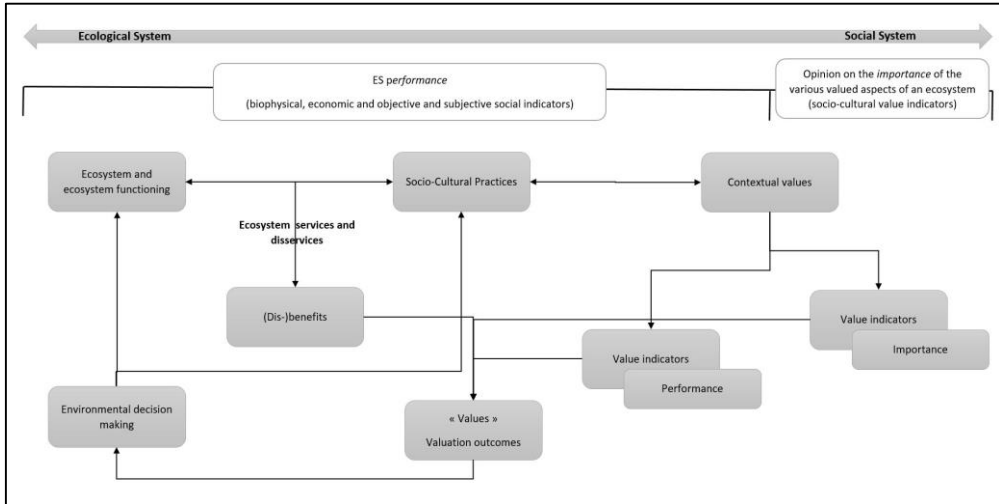 Ecological System
Social System
ES performance
(biophysical, economic and objective and subjective social indicators)
Opinion on the importance of the
various valued aspects of an ecosystem
(socio-cultural value indicators)
Ecosystem and
ecosystem functioning
Socio-Cultural Practices
Contextual values
Ecosystem services and
disservices
(Dis-)benefits
Value indicators
Importance
Value indicators
Performance
Environmental decision
making
« Values »
Valuation outcomes